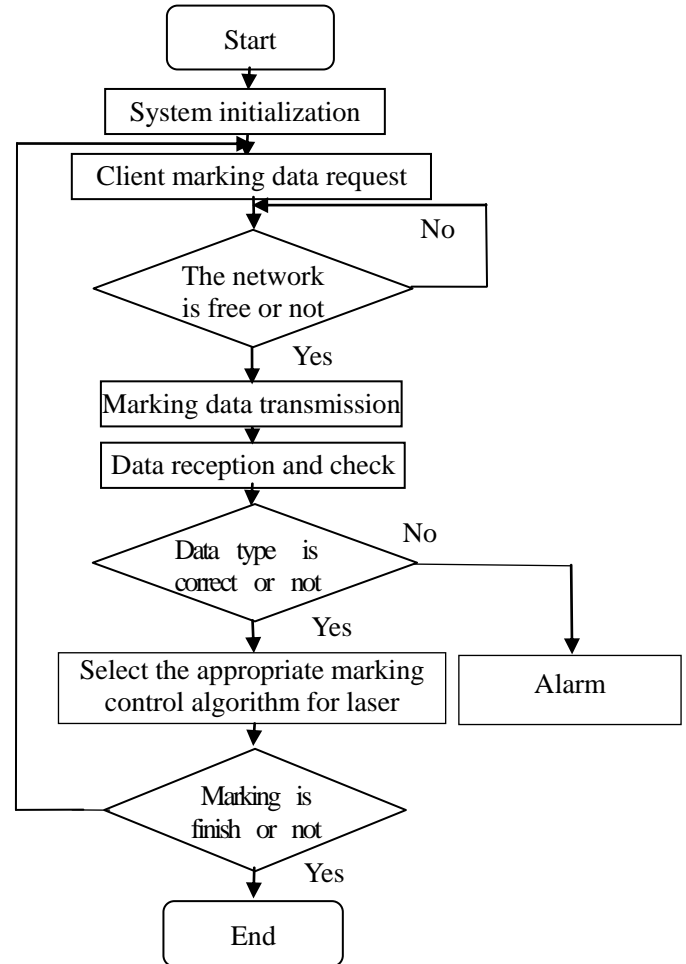 Start
System initialization
Client marking data request
No
The network
is free or not
Yes
Marking data transmission
Data reception and check
No
Data type is
correct or not
Yes
Select the appropriate marking
control algorithm for laser
Alarm
Marking is
finish or not
Yes
End